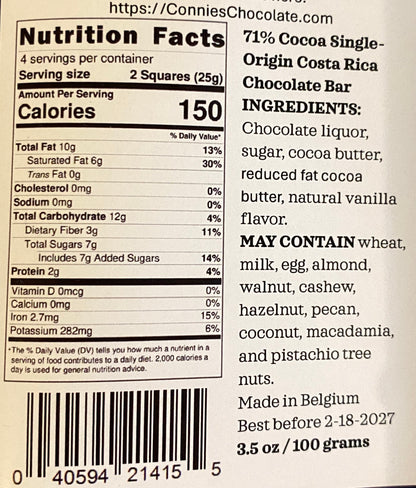 https://ConniesChocolate.com
Nutrition Facts
4 servings per container
Serving size 2 Squares (25g)
Amount Per Serving
Calories 150
% Daily Value*
Total Fat 10g 13%
Saturated Fat 6g 30%
Trans Fat 0g
Cholesterol 0mg 0%
Sodium 0mg 0%
Total Carbohydrate 12g 4%
Dietary Fiber 3g 11%
Total Sugars 7g
Includes 7g Added Sugars 14%
Protein 2g 4%
Vitamin D 0mcg 0%
Calcium 0mg 0%
Iron 2.7mg 15%
Potassium 282mg 6%
*The % Daily Value (DV) tells you how much a nutrient in a
serving of food contributes to a daily diet. 2,000 calories a
day is used for general nutrition advice.
0 40594 21415 5
71% Cocoa Single-
Origin Costa Rica
Chocolate Bar
INGREDIENTS:
Chocolate liquor,
sugar, cocoa butter,
reduced fat cocoa
butter, natural vanilla
flavor.
MAY CONTAIN wheat,
milk, egg, almond,
walnut, cashew,
hazelnut, pecan,
coconut, macadamia,
and pistachio tree
nuts.
Made in Belgium
Best before 2-18-2027
3.5 oz / 100 grams